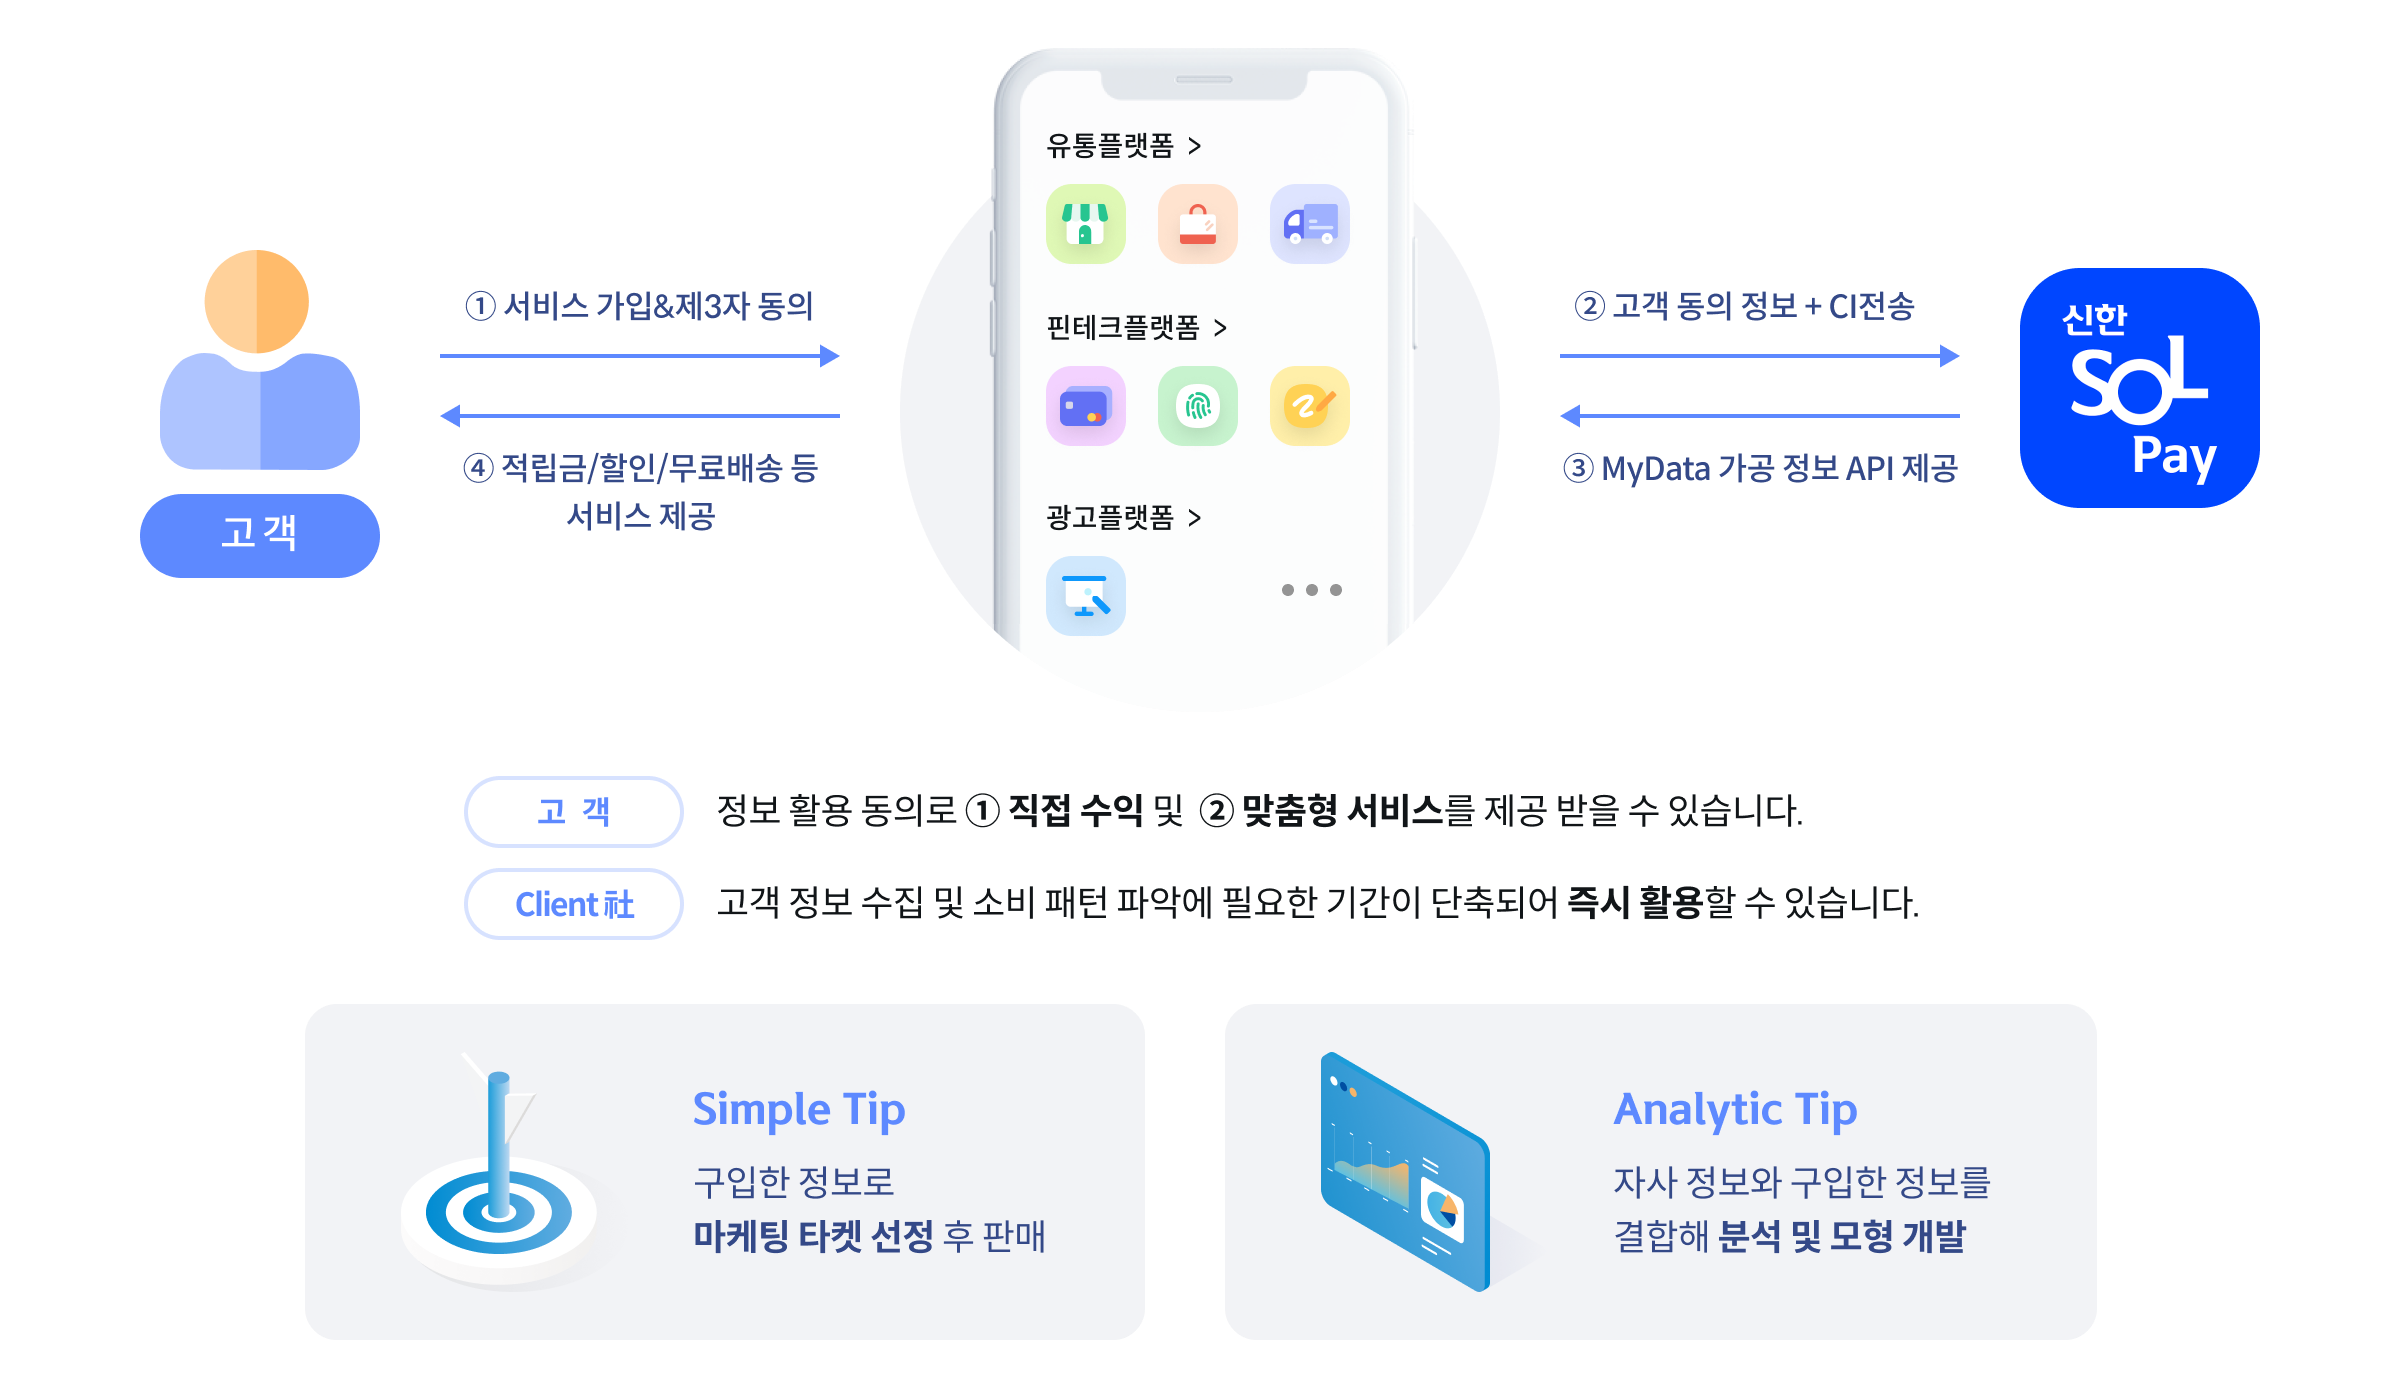 유통플랫폼 >
핀테크플랫폼 >
광고플랫폼 >
고객
① 서비스 가입&제3자 동의
④ 적립금/할인/무료배송 등
서비스 제공
② 고객 동의 정보 + CI전송
③ MyData 가공 정보 API 제공
신한
SOL
Pay
고 객
정보 활용 동의로 ① 직접 수익 및 ② 맞춤형 서비스를 제공 받을 수 있습니다.
Client 社
고객 정보 수집 및 소비 패턴 파악에 필요한 기간이 단축되어 즉시 활용할 수 있습니다.
Simple Tip
구입한 정보로
마케팅 타켓 선정 후 판매
Analytic Tip
자사 정보와 구입한 정보를
결합해 분석 및 모형 개발